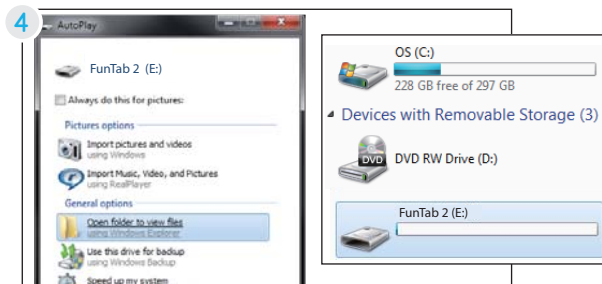 4
AutoPlay
FunTab 2 (E:)
Always do this for pictures:
Pictures options
Import pictures and videos
using Windows
Import Music, Video, and Pictures
using RealPlayer
General options
Open folder to view files
using Windows Explorer
Use this drive for backup
using Windows Backup
Speed up my system
OS (C:)
228 GB free of 297 GB
Devices with Removable Storage (3)
DVD
DVD RW Drive (D:)
FunTab 2 (E:)